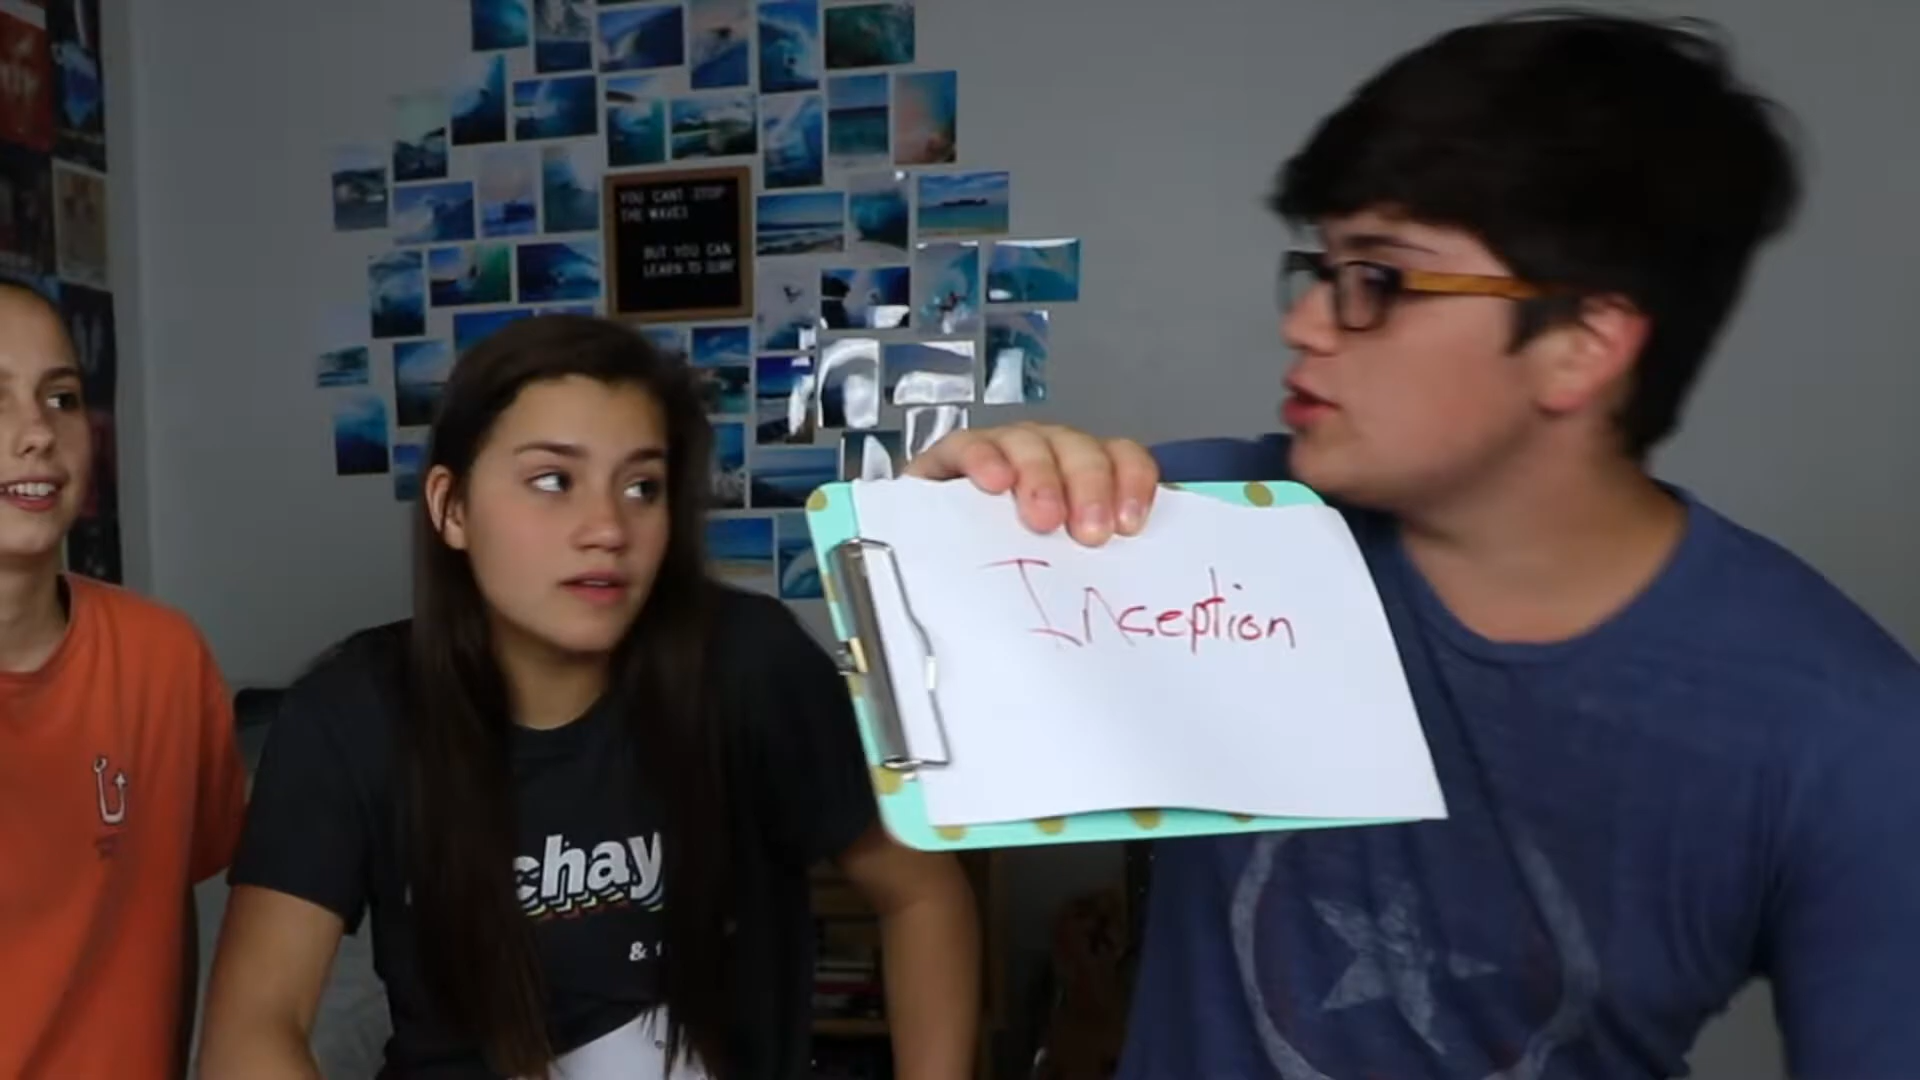 YOU CANT STOP
THE WAVES
BUT YOU CAN
LEARN TO SURF
Inception
chay
&